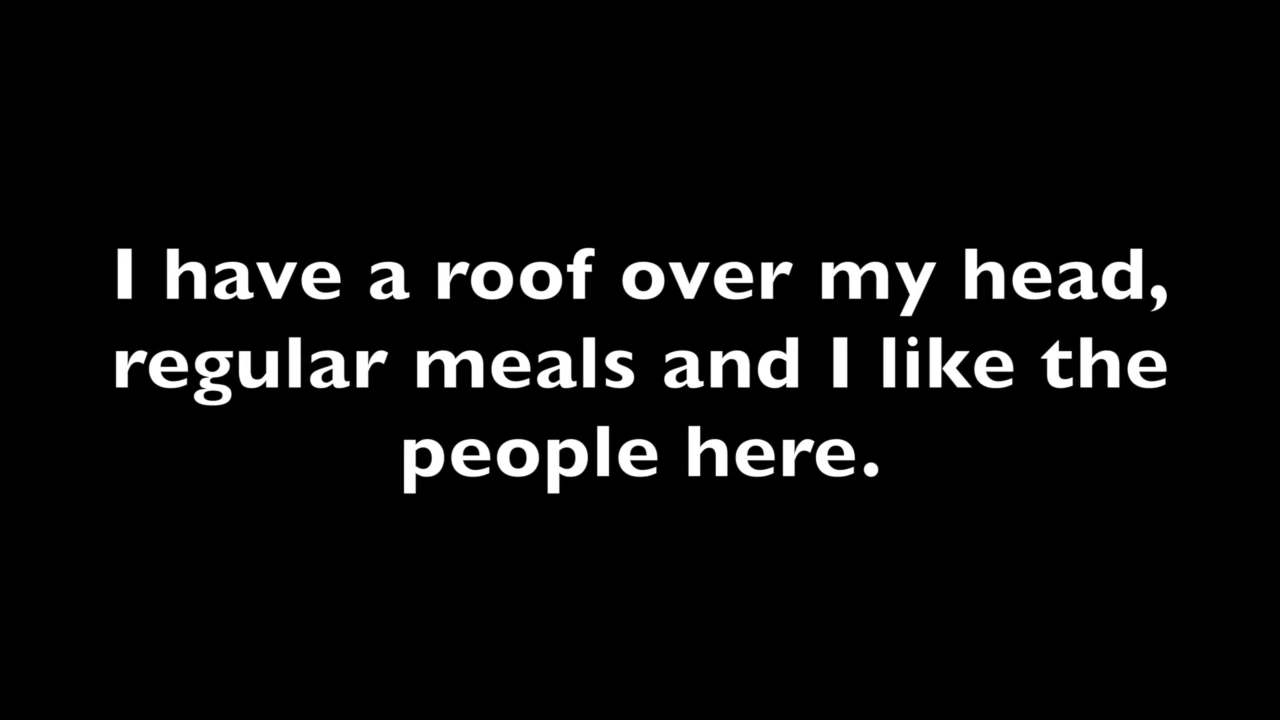 I have a roof over my head,
regular meals and I like the
people here.